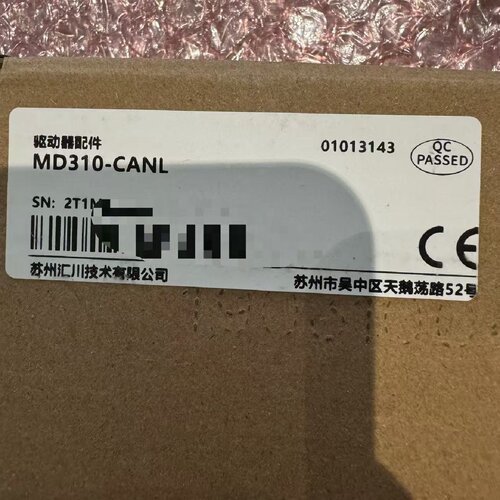 驱动器配件
MD310-CANL
01013143
QC
PASSED
SN: 2T1M
CE
苏州汇川技术有限公司
苏州市吴中区天鹅荡路52号